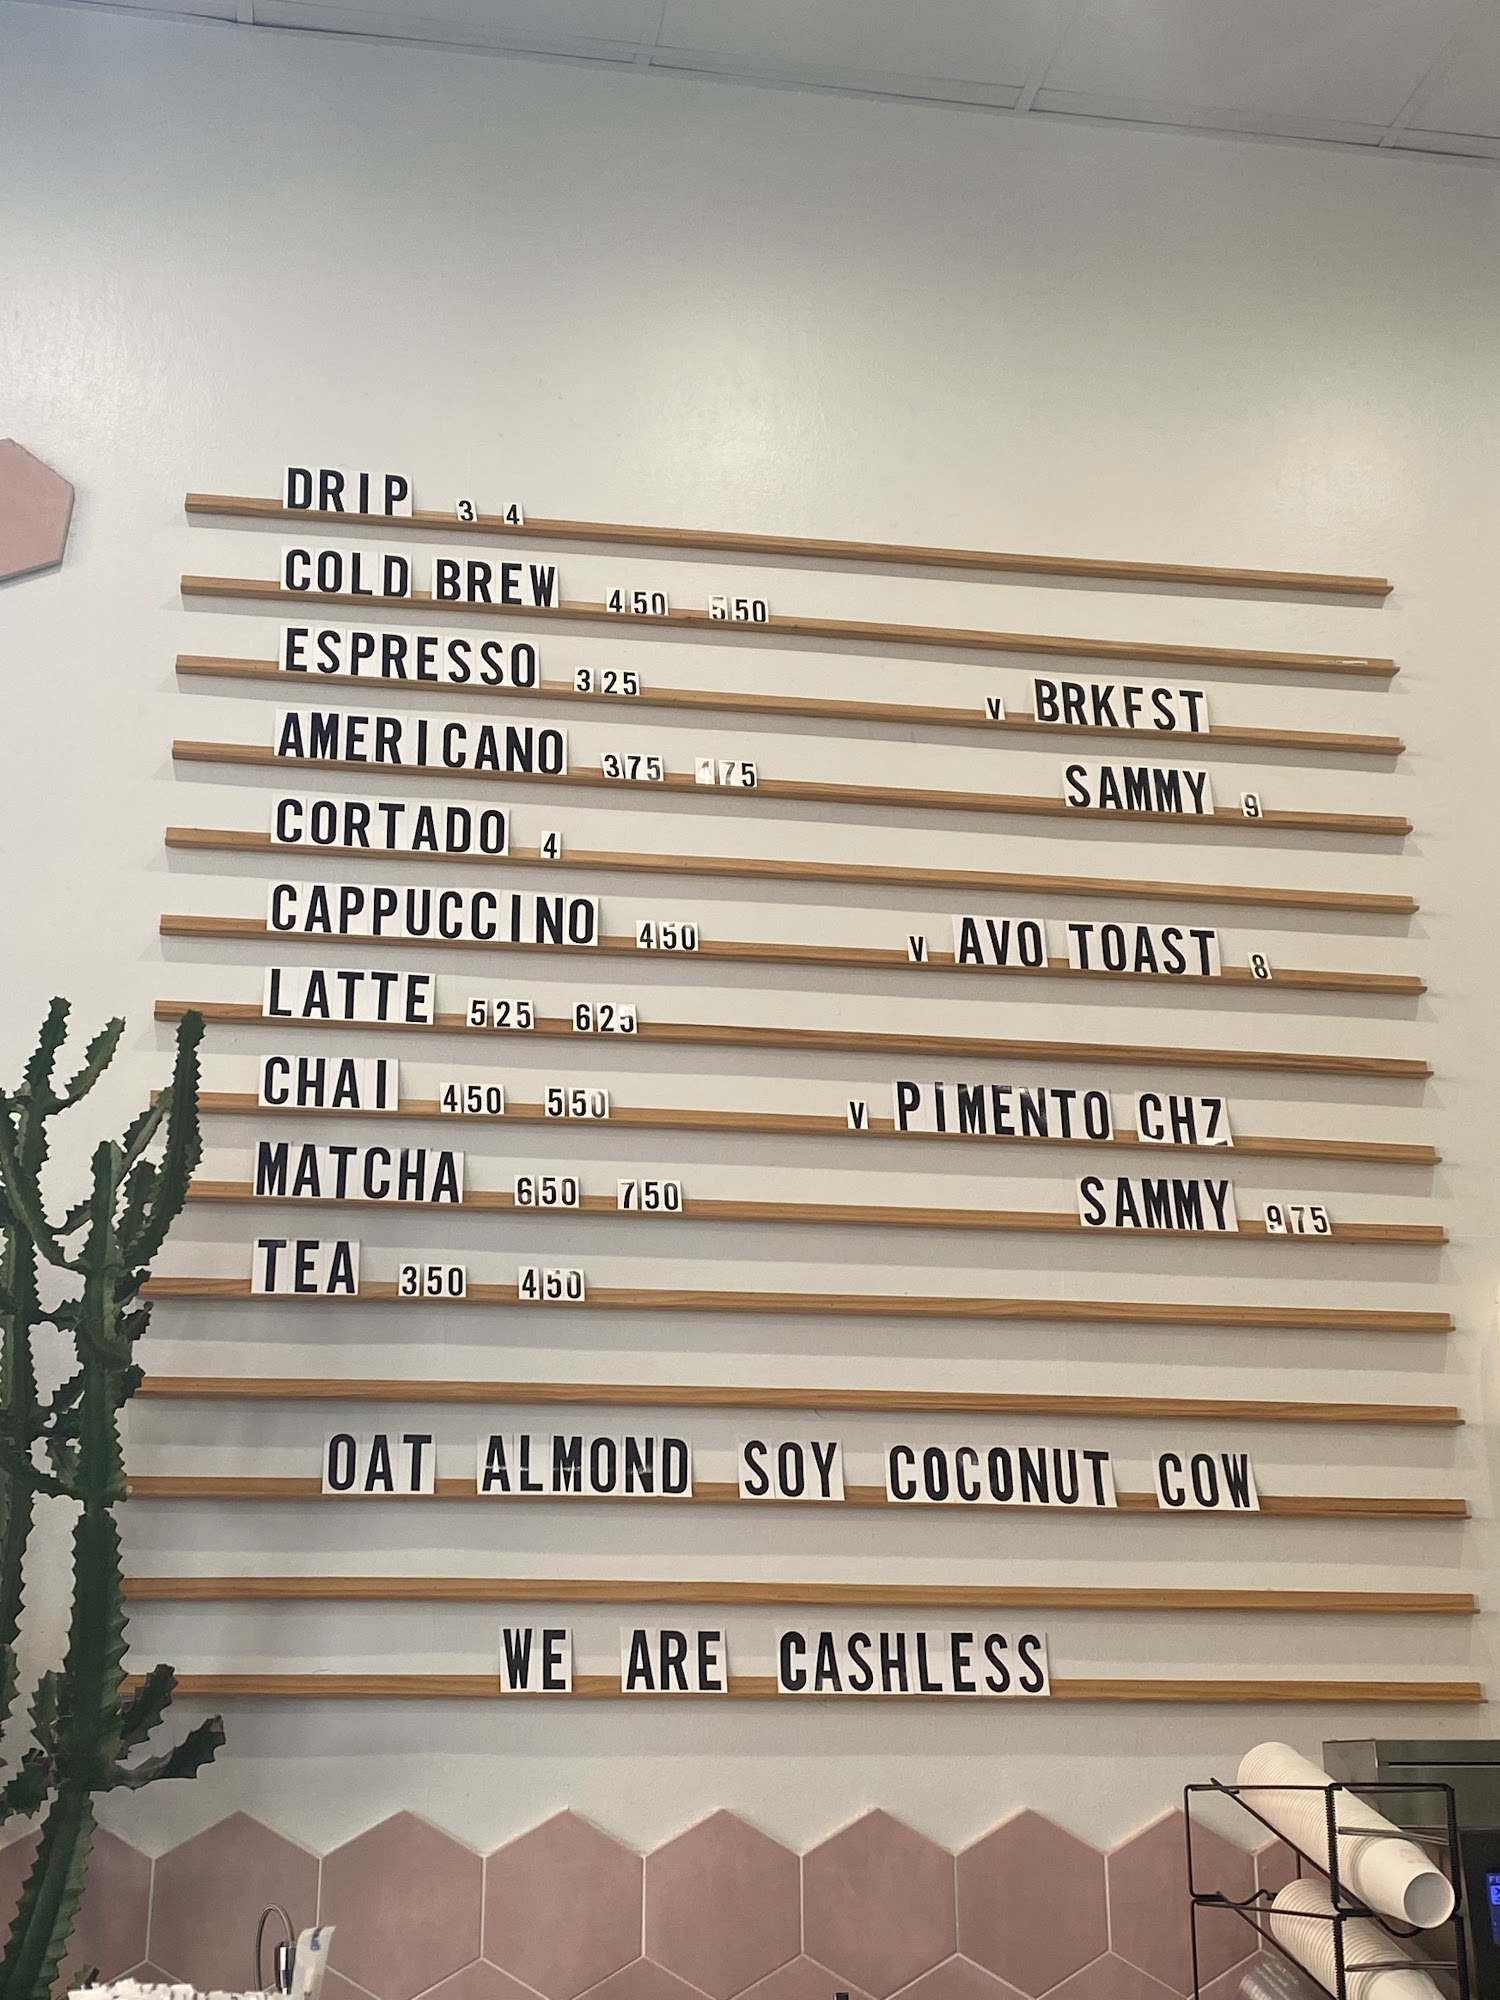 DRIP 3 4
COLD BREW 450 550
ESPRESSO 325
AMERICANO 375 475
CORTADO 4
CAPPUCCINO 450
LATTE 525 625
CHAI 450 550
MATCHA 650 750
TEA 350 450
V BRKFST
SAMMY 9
V AVO TOAST 8
V PIMENTO CHZ
SAMMY 975
OAT ALMOND SOY COCONUT COW
WE ARE CASHLESS